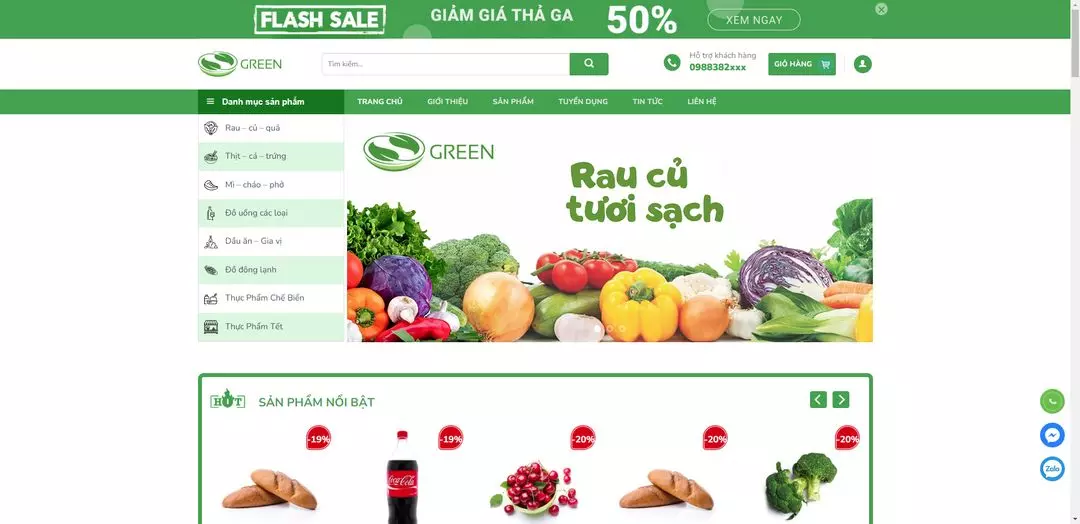 FLASH SALE
GIẢM GIÁ THẢ GA
50%
XEM NGAY
GREEN
Tìm kiếm...
Hỗ trợ khách hàng
0988382xxx
GIỎ HÀNG
Danh mục sản phẩm
TRANG CHỦ
GIỚI THIỆU
SẢN PHẨM
TUYỂN DỤNG
TIN TỨC
LIÊN HỆ
Rau – củ – quả
Thịt – cá – trứng
Mì – cháo – phở
Đồ uống các loại
Dầu ăn – Gia vị
Đồ đông lạnh
Thực Phẩm Chế Biến
Thực Phẩm Tết
GREEN
Rau củ
tươi sạch
HOT
SẢN PHẨM NỔI BẬT
-19%
-19%
-20%
-20%
-20%
Coca-Cola
Zalo